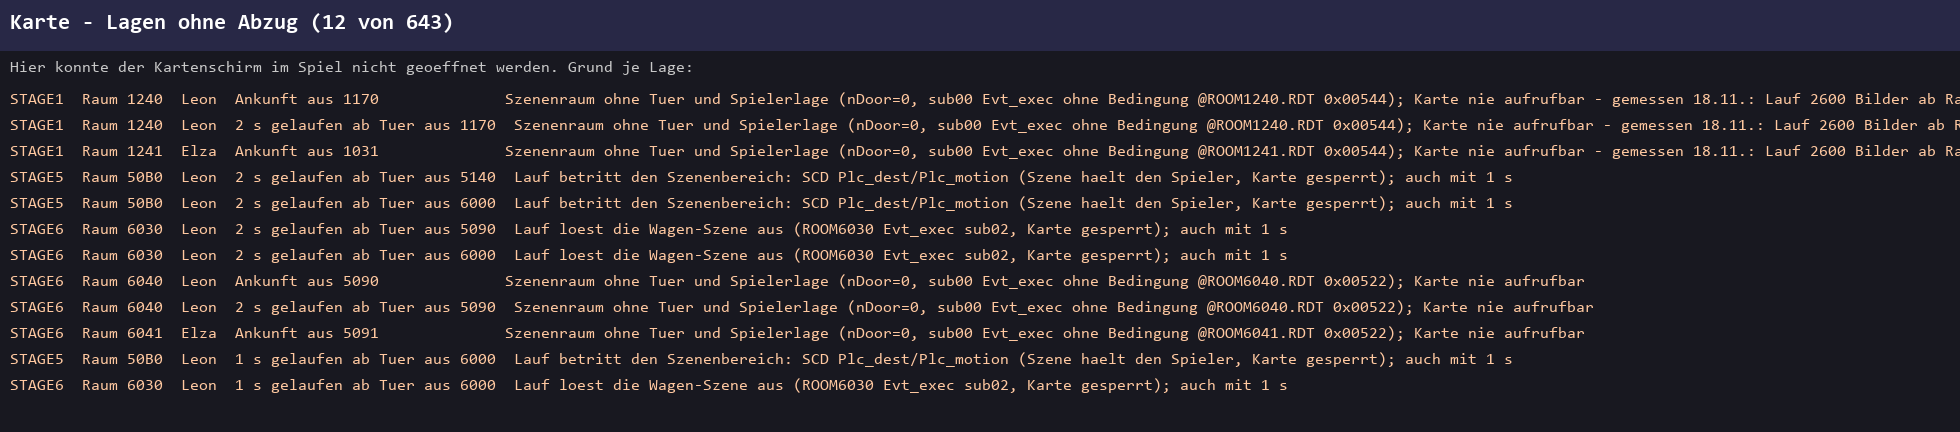 Karte - Lagen ohne Abzug (12 von 643)
Hier konnte der Kartenschirm im Spiel nicht geoeffnet werden. Grund je Lage:
STAGE1  Raum 1240  Leon  Ankunft aus 1170              Szenenraum ohne Tuer und Spielerlage (nDoor=0, sub00 Evt_exec ohne Bedingung @ROOM1240.RDT 0x00544); Karte nie aufrufbar - gemessen 18.11.: Lauf 2600 Bilder ab
STAGE1  Raum 1240  Leon  2 s gelaufen ab Tuer aus 1170  Szenenraum ohne Tuer und Spielerlage (nDoor=0, sub00 Evt_exec ohne Bedingung @ROOM1240.RDT 0x00544); Karte nie aufrufbar - gemessen 18.11.: Lauf 2600 Bilder ab
STAGE1  Raum 1241  Elza  Ankunft aus 1031              Szenenraum ohne Tuer und Spielerlage (nDoor=0, sub00 Evt_exec ohne Bedingung @ROOM1241.RDT 0x00544); Karte nie aufrufbar - gemessen 18.11.: Lauf 2600 Bilder ab
STAGE5  Raum 50B0  Leon  2 s gelaufen ab Tuer aus 5140  Lauf betritt den Szenenbereich: SCD Plc_dest/Plc_motion (Szene haelt den Spieler, Karte gesperrt); auch mit 1 s
STAGE5  Raum 50B0  Leon  2 s gelaufen ab Tuer aus 6000  Lauf betritt den Szenenbereich: SCD Plc_dest/Plc_motion (Szene haelt den Spieler, Karte gesperrt); auch mit 1 s
STAGE6  Raum 6030  Leon  2 s gelaufen ab Tuer aus 5090  Lauf loest die Wagen-Szene aus (ROOM6030 Evt_exec sub02, Karte gesperrt); auch mit 1 s
STAGE6  Raum 6030  Leon  2 s gelaufen ab Tuer aus 6000  Lauf loest die Wagen-Szene aus (ROOM6030 Evt_exec sub02, Karte gesperrt); auch mit 1 s
STAGE6  Raum 6040  Leon  Ankunft aus 5090              Szenenraum ohne Tuer und Spielerlage (nDoor=0, sub00 Evt_exec ohne Bedingung @ROOM6040.RDT 0x00522); Karte nie aufrufbar
STAGE6  Raum 6040  Leon  2 s gelaufen ab Tuer aus 5090  Szenenraum ohne Tuer und Spielerlage (nDoor=0, sub00 Evt_exec ohne Bedingung @ROOM6040.RDT 0x00522); Karte nie aufrufbar
STAGE6  Raum 6041  Elza  Ankunft aus 5091              Szenenraum ohne Tuer und Spielerlage (nDoor=0, sub00 Evt_exec ohne Bedingung @ROOM6041.RDT 0x00522); Karte nie aufrufbar
STAGE5  Raum 50B0  Leon  1 s gelaufen ab Tuer aus 6000  Lauf betritt den Szenenbereich: SCD Plc_dest/Plc_motion (Szene haelt den Spieler, Karte gesperrt); auch mit 1 s
STAGE6  Raum 6030  Leon  1 s gelaufen ab Tuer aus 6000  Lauf loest die Wagen-Szene aus (ROOM6030 Evt_exec sub02, Karte gesperrt); auch mit 1 s